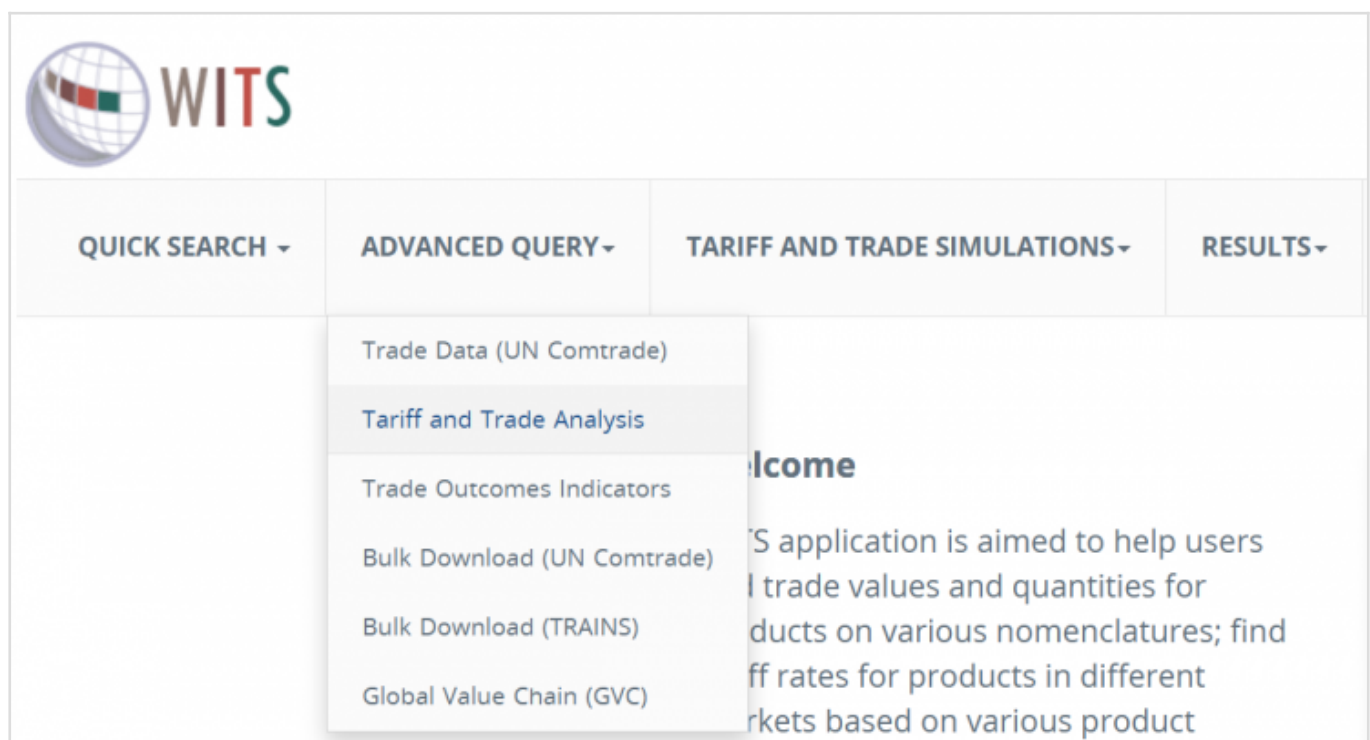 WITS
QUICK SEARCH
ADVANCED QUERY
TARIFF AND TRADE SIMULATIONS
RESULTS
Trade Data (UN Comtrade)
Tariff and Trade Analysis
Trade Outcomes Indicators
Bulk Download (UN Comtrade)
Bulk Download (TRAINS)
Global Value Chain (GVC)
elcome
TS application is aimed to help users
d trade values and quantities for
ducts on various nomenclatures; find
ff rates for products in different
rkets based on various product